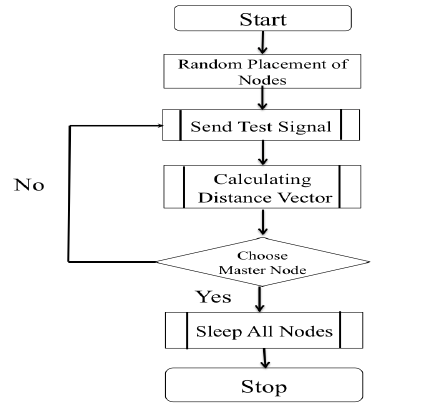 Start
Random Placement of
Nodes
Send Test Signal
Calculating
Distance Vector
No
Choose
Master Node
Yes
Sleep All Nodes
Stop